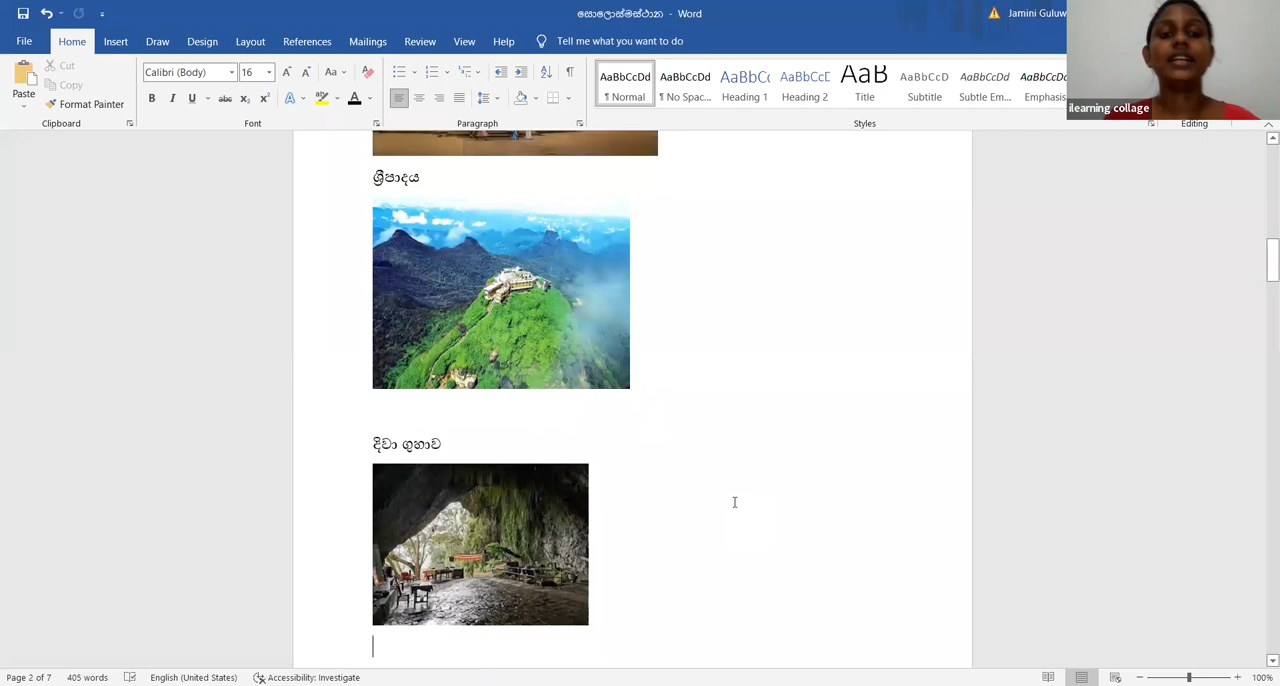 සොලොස්මස්ථාන - Word
Jamini Guluw
File Home Insert Draw Design Layout References Mailings Review View Help Tell me what you want to do
Paste
Cut
Copy
Format Painter
Clipboard
Calibri (Body) 16
Font
Paragraph
AaBbCcDd AaBbCcDd AaBbC( AaBbCcE AaB AaBbCcD AaBbCcDd AaBbCcDd
¶ Normal ¶ No Spac... Heading 1 Heading 2 Title Subtitle Subtle Em... Emphasis
Styles
Editing
ilearning collage
ශ්‍රීපාදය
දිවා ගුහාව
Page 2 of 7 405 words English (United States) Accessibility: Investigate 100%